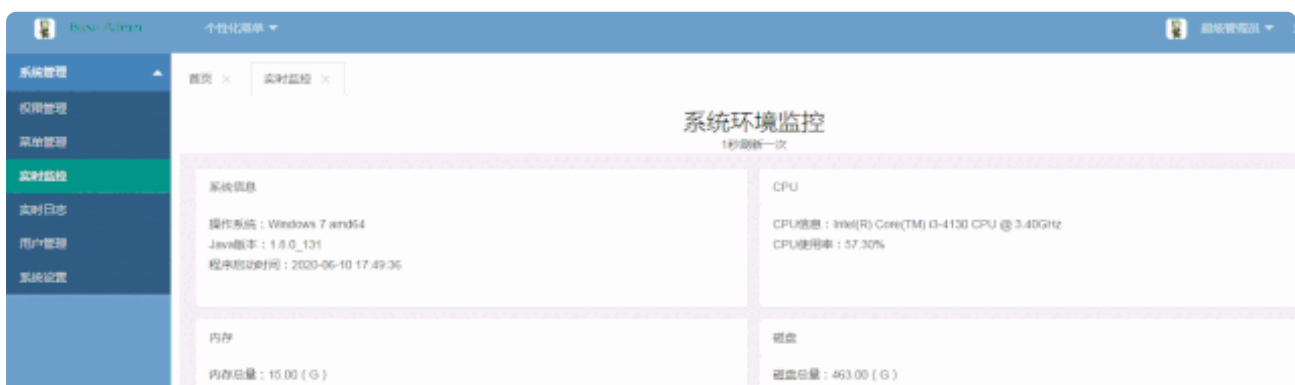 Base Admin
个性化菜单
超级管理员
系统管理
权限管理
菜单管理
实时监控
实时日志
用户管理
系统设置
首页 ×
实时监控 ×
系统环境监控
1秒刷新一次
系统信息
操作系统：Windows 7 amd64
Java版本：1.8.0_131
程序启动时间：2020-06-10 17:49:36
CPU
CPU信息：Intel(R) Core(TM) i3-4130 CPU @ 3.40GHz
CPU使用率：57.30%
内存
内存总量：15.00 ( G )
磁盘
磁盘总量：463.00 ( G )